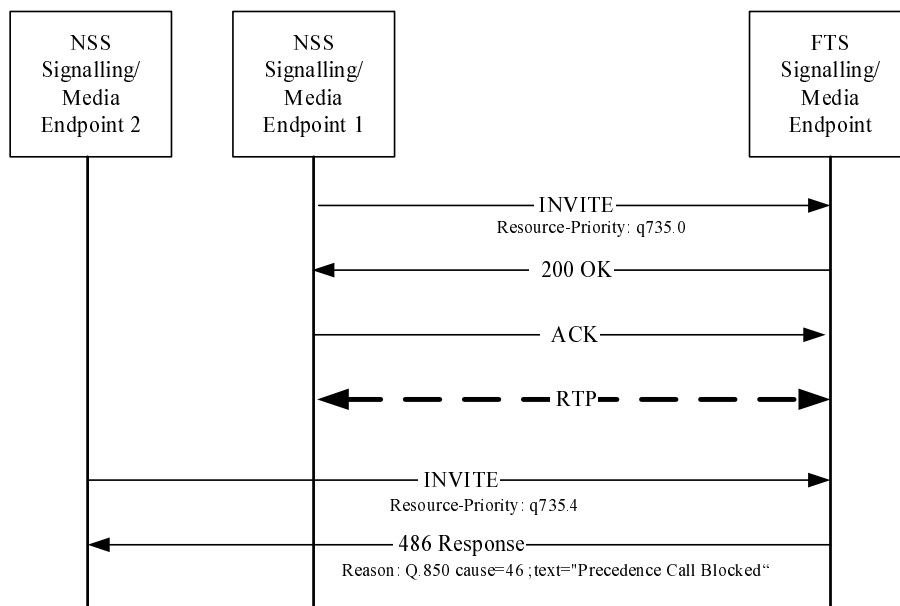 NSS
Signalling/
Media
Endpoint 2
NSS
Signalling/
Media
Endpoint 1
FTS
Signalling/
Media
Endpoint
INVITE
Resource-Priority: q735.0
200 OK
ACK
RTP
INVITE
Resource-Priority: q735.4
486 Response
Reason: Q.850 cause=46 ;text="Precedence Call Blocked“